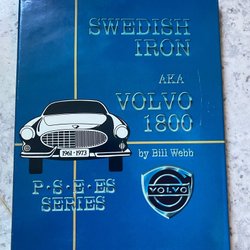 SWEDISH
IRON
AKA
VOLVO
1800
by Bill Webb
1961-1973
P·S·E·ES
SERIES
VOLVO